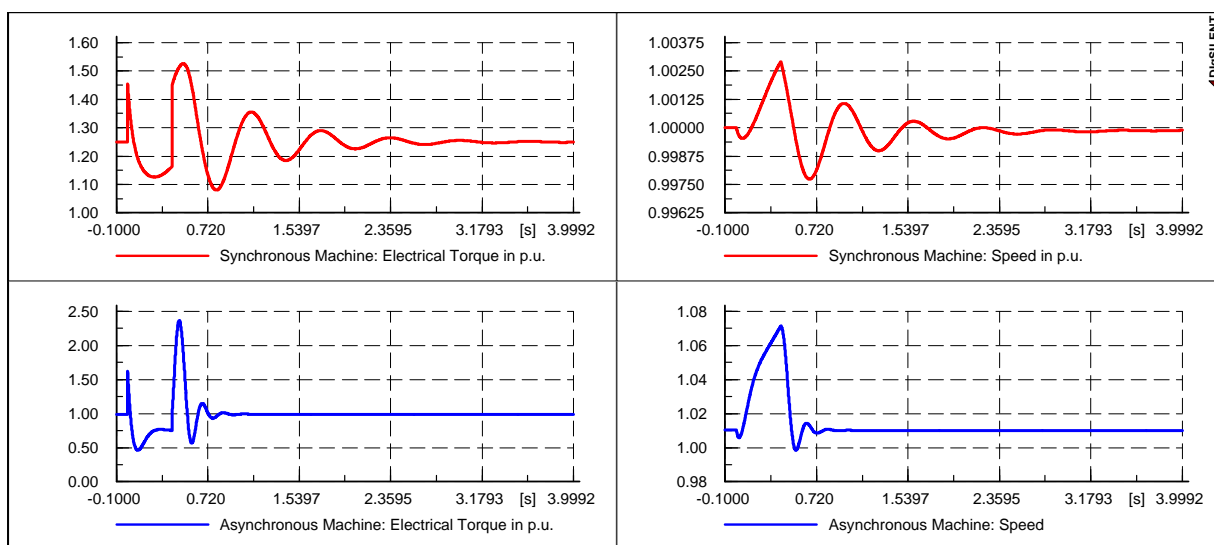 1.60
1.50
1.40
1.30
1.20
1.10
1.00
-0.1000 0.720 1.5397 2.3595 3.1793 [s] 3.9992
Synchronous Machine: Electrical Torque in p.u.
1.00375
1.00250
1.00125
1.00000
0.99875
0.99750
0.99625
-0.1000 0.720 1.5397 2.3595 3.1793 [s] 3.9992
Synchronous Machine: Speed in p.u.
DIgSILENT
2.50
2.00
1.50
1.00
0.50
0.00
-0.1000 0.720 1.5397 2.3595 3.1793 [s] 3.9992
Asynchronous Machine: Electrical Torque in p.u.
1.08
1.06
1.04
1.02
1.00
0.98
-0.1000 0.720 1.5397 2.3595 3.1793 [s] 3.9992
Asynchronous Machine: Speed